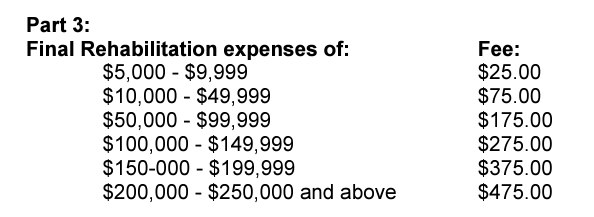 Part 3:
Final Rehabilitation expenses of: Fee:
$5,000 - $9,999 $25.00
$10,000 - $49,999 $75.00
$50,000 - $99,999 $175.00
$100,000 - $149,999 $275.00
$150-000 - $199,999 $375.00
$200,000 - $250,000 and above $475.00